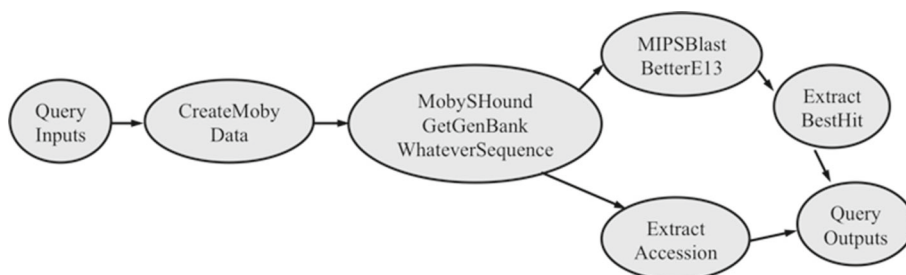 Query
Inputs
CreateMoby
Data
MobySHound
GetGenBank
WhateverSequence
MIPSBlast
BetterE13
Extract
BestHit
Extract
Accession
Query
Outputs